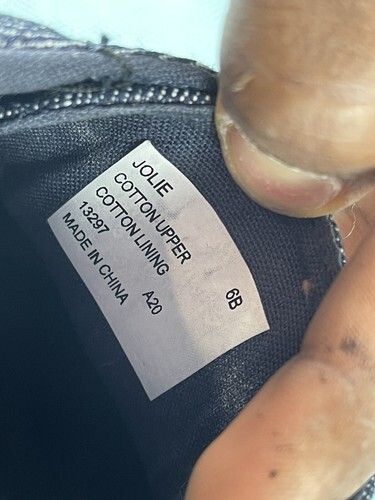 JOLIE
COTTON UPPER
COTTON LINING
13297 6B
MADE IN CHINA A20